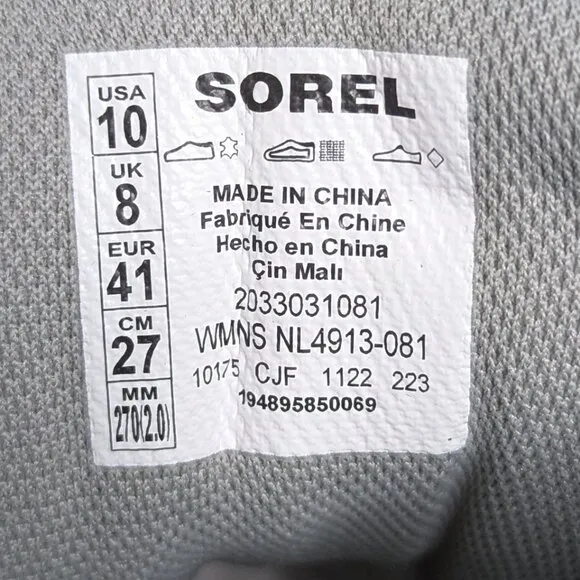 SOREL
USA
10
UK
8
EUR
41
CM
27
MM
270(2.0)
MADE IN CHINA
Fabriqué En Chine
Hecho en China
Çin Malı
2033031081
WMNS NL4913-081
10175 CJF 1122 223
194895850069